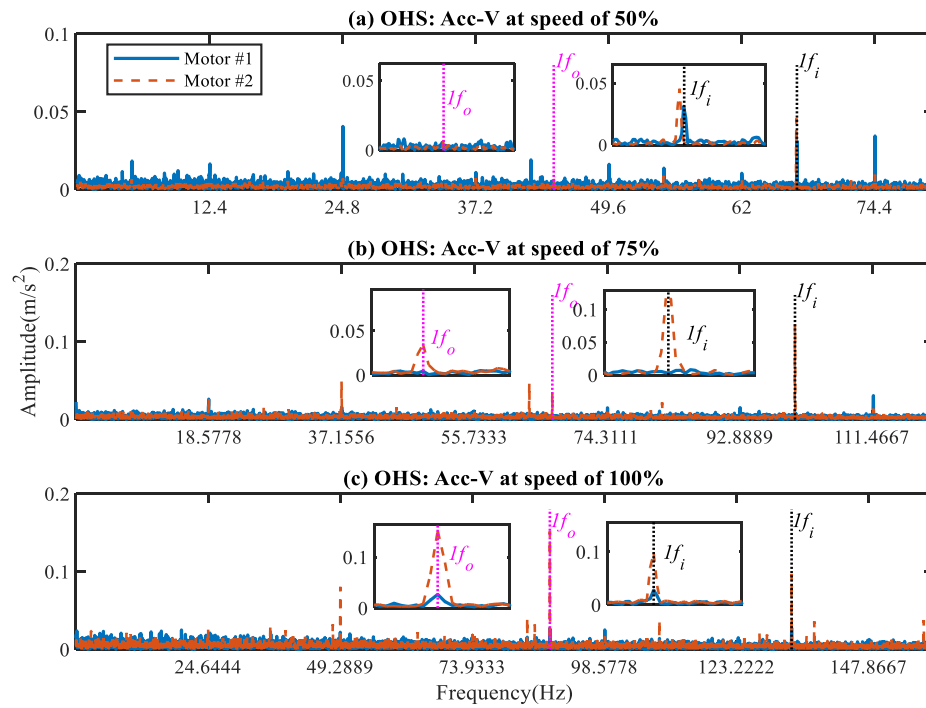 (a) OHS: Acc-V at speed of 50%
0.1
0.05
0
Motor #1
Motor #2
0.05
0
1f_o
0.05
0
1f_i
1f_o
1f_i
12.4 24.8 37.2 49.6 62 74.4
(b) OHS: Acc-V at speed of 75%
Amplitude(m/s²)
0.2
0.1
0
0.05
0
1f_o
0.1
0.05
0
1f_i
1f_o
1f_i
18.5778 37.1556 55.7333 74.3111 92.8889 111.4667
(c) OHS: Acc-V at speed of 100%
0.2
0.1
0
0.1
0
1f_o
0.1
0
1f_i
1f_o
1f_i
24.6444 49.2889 73.9333 98.5778 123.2222 147.8667
Frequency(Hz)